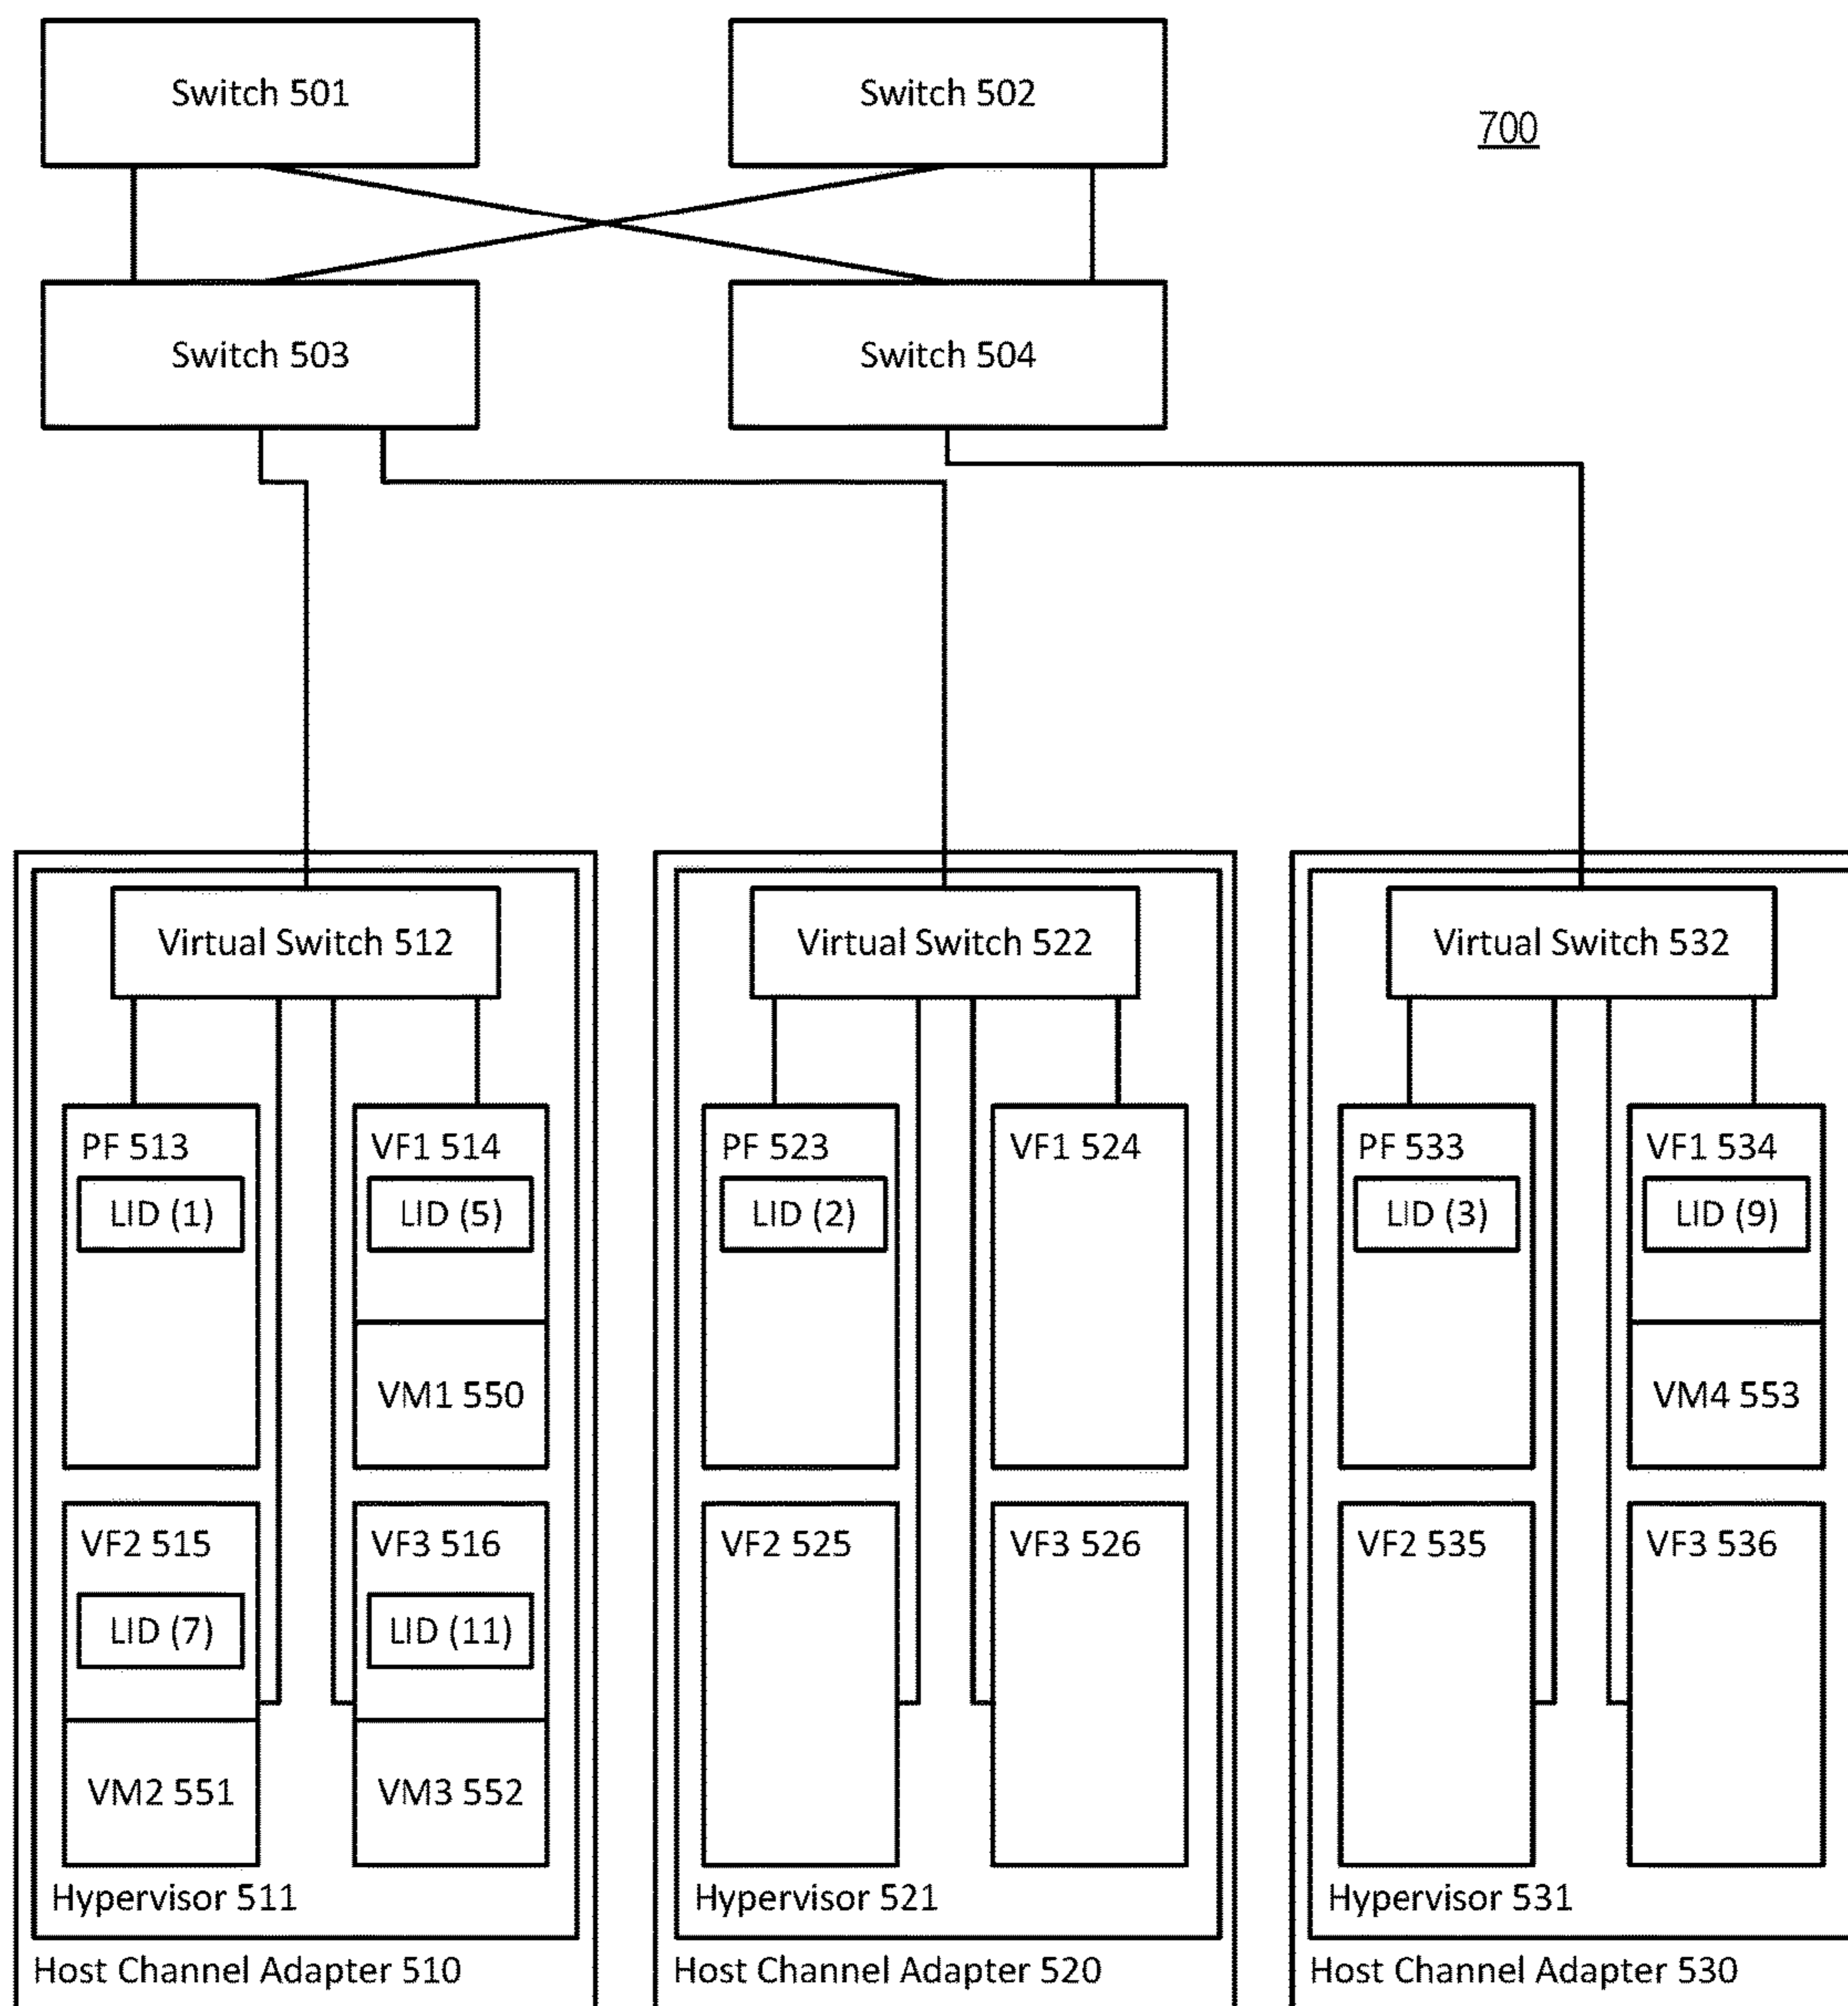 Switch 501
Switch 502
700
Switch 503
Switch 504
Virtual Switch 512
Virtual Switch 522
Virtual Switch 532
PF 513
LID (1)
VF1 514
LID (5)
VM1 550
VF2 515
LID (7)
VM2 551
VF3 516
LID (11)
VM3 552
Hypervisor 511
Host Channel Adapter 510
PF 523
LID (2)
VF1 524
VF2 525
VF3 526
Hypervisor 521
Host Channel Adapter 520
PF 533
LID (3)
VF1 534
LID (9)
VM4 553
VF2 535
VF3 536
Hypervisor 531
Host Channel Adapter 530